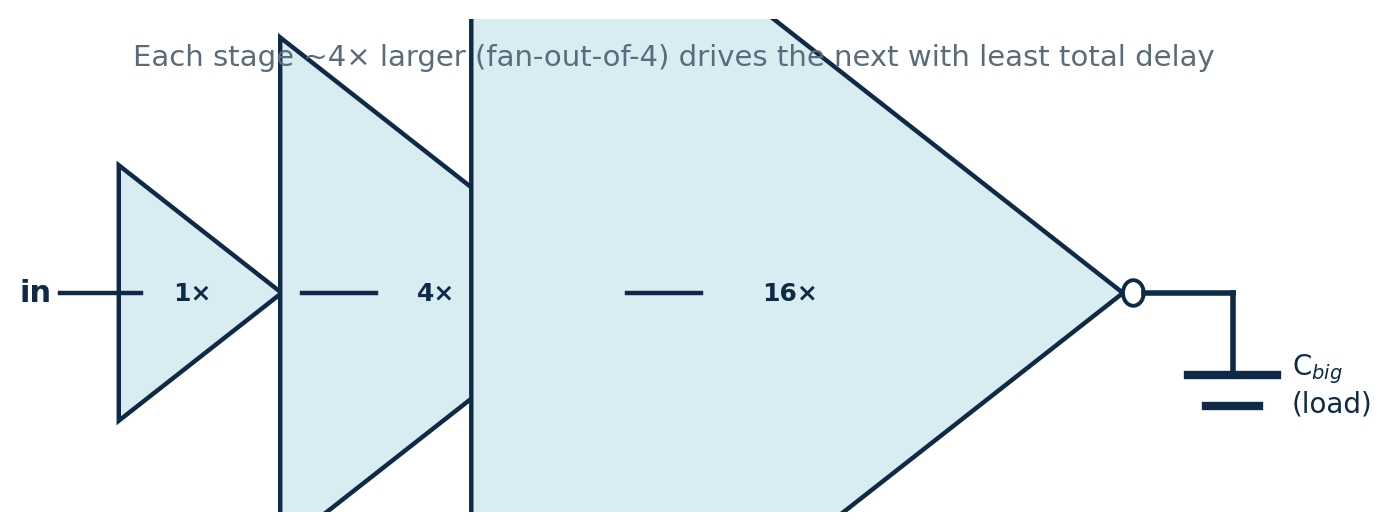 Each stage ~4× larger (fan-out-of-4) drives the next with least total delay
in
1×
4×
16×
C_big
(load)